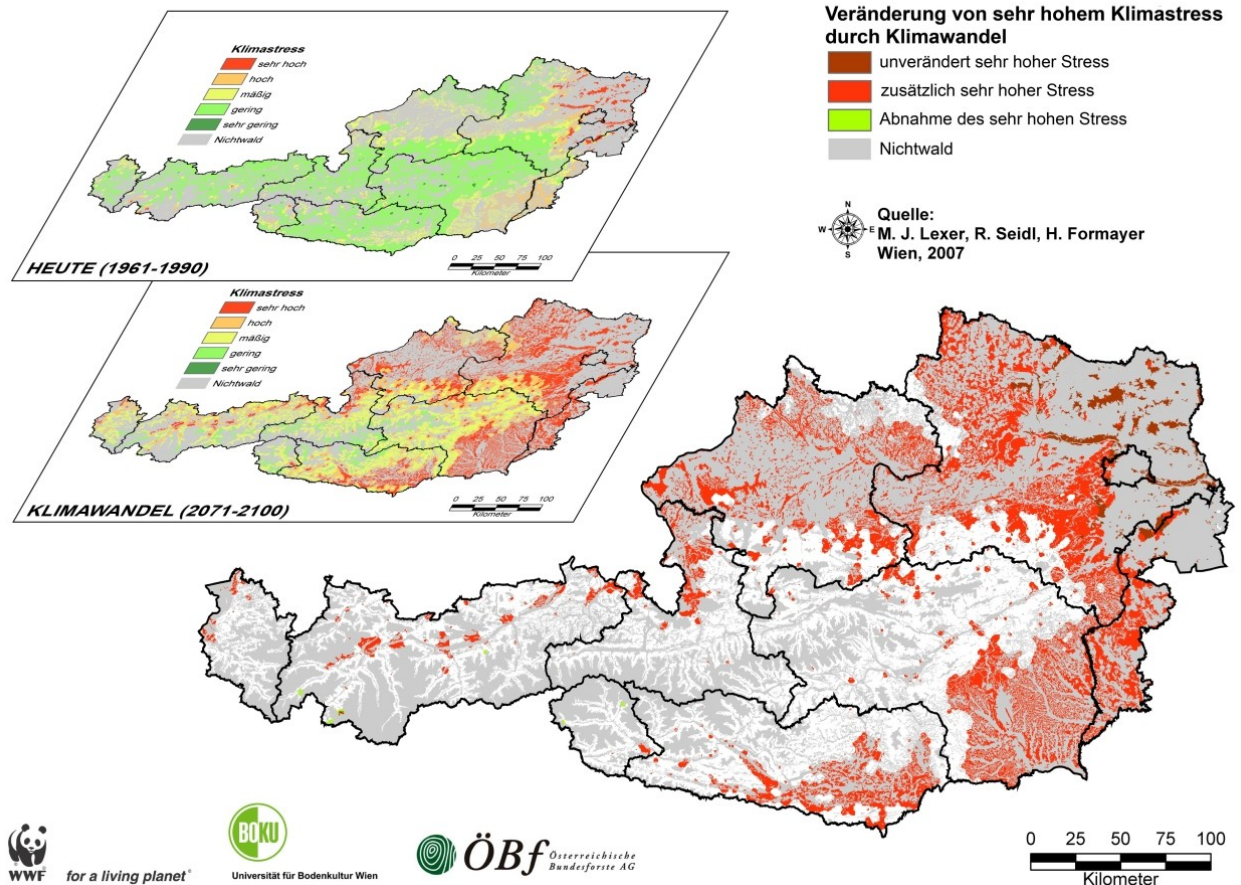 Klimastress
sehr hoch
hoch
mäßig
gering
sehr gering
Nichtwald
HEUTE (1961-1990)
0 25 50 75 100
Kilometer
Klimastress
sehr hoch
hoch
mäßig
gering
sehr gering
Nichtwald
KLIMAWANDEL (2071-2100)
0 25 50 75 100
Kilometer
Veränderung von sehr hohem Klimastress
durch Klimawandel
unverändert sehr hoher Stress
zusätzlich sehr hoher Stress
Abnahme des sehr hohen Stress
Nichtwald
N
W E
S
Quelle:
M. J. Lexer, R. Seidl, H. Formayer
Wien, 2007
WWF
for a living planet®
BOKU
Universität für Bodenkultur Wien
ÖBf Österreichische
Bundesforste AG
0 25 50 75 100
Kilometer